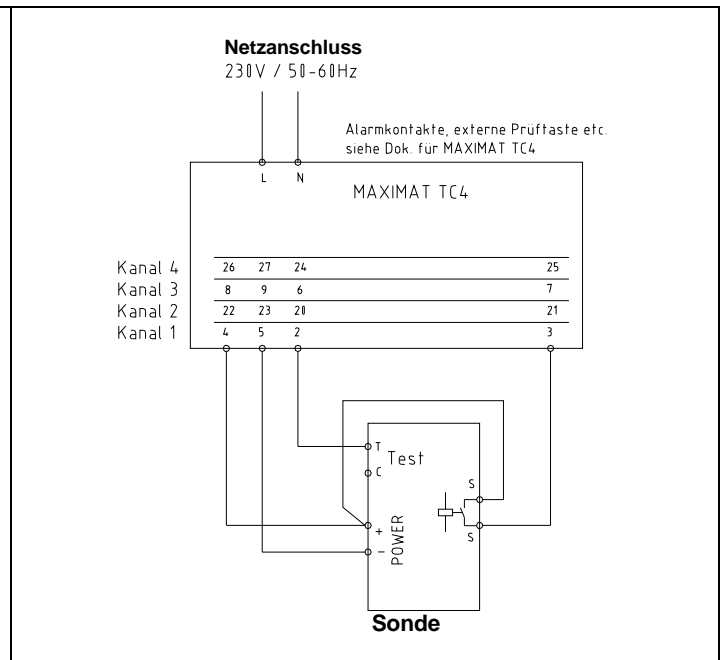 Netzanschluss
230V / 50-60Hz
Alarmkontakte, externe Prüftaste etc.
siehe Dok. für MAXIMAT TC4
L N
MAXIMAT TC4
Kanal 4 26 27 24 25
Kanal 3 8 9 6 7
Kanal 2 22 23 20 21
Kanal 1 4 5 2 3
T Test
C
S
+
POWER
S
-
Sonde